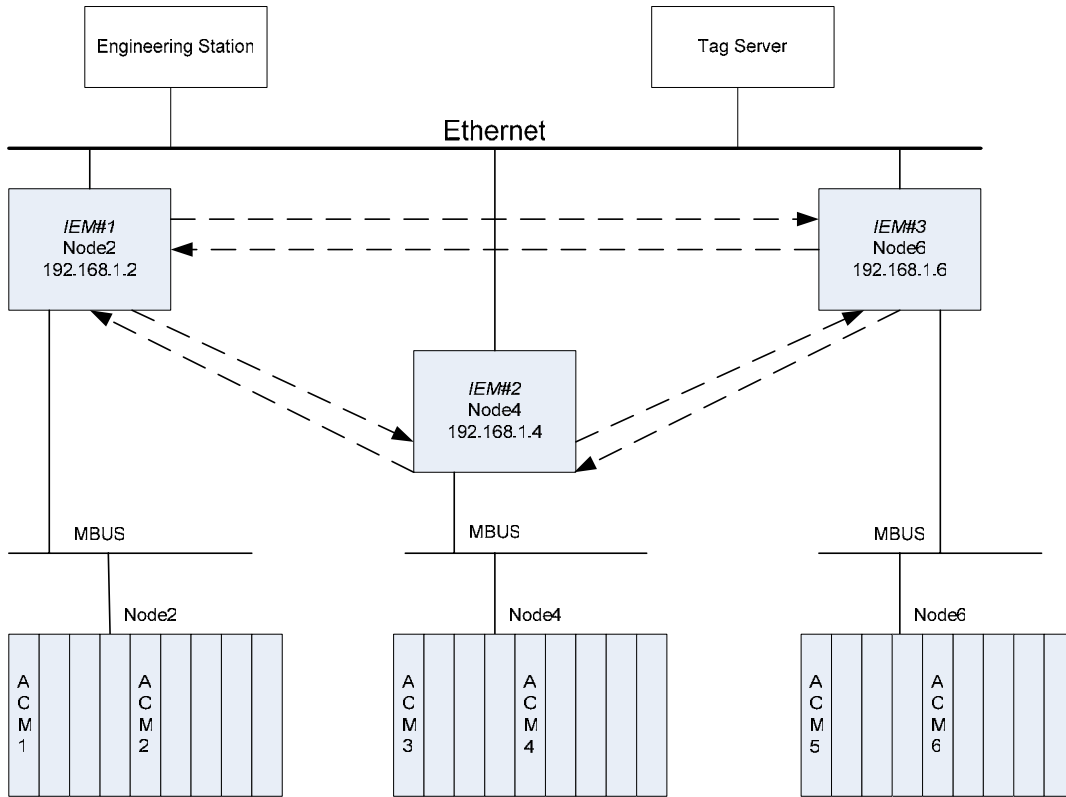 Engineering Station
Tag Server
Ethernet
IEM#1
Node2
192.168.1.2
IEM#3
Node6
192.168.1.6
IEM#2
Node4
192.168.1.4
MBUS
MBUS
MBUS
Node2
Node4
Node6
A
C
M
1
A
C
M
2
A
C
M
3
A
C
M
4
A
C
M
5
A
C
M
6